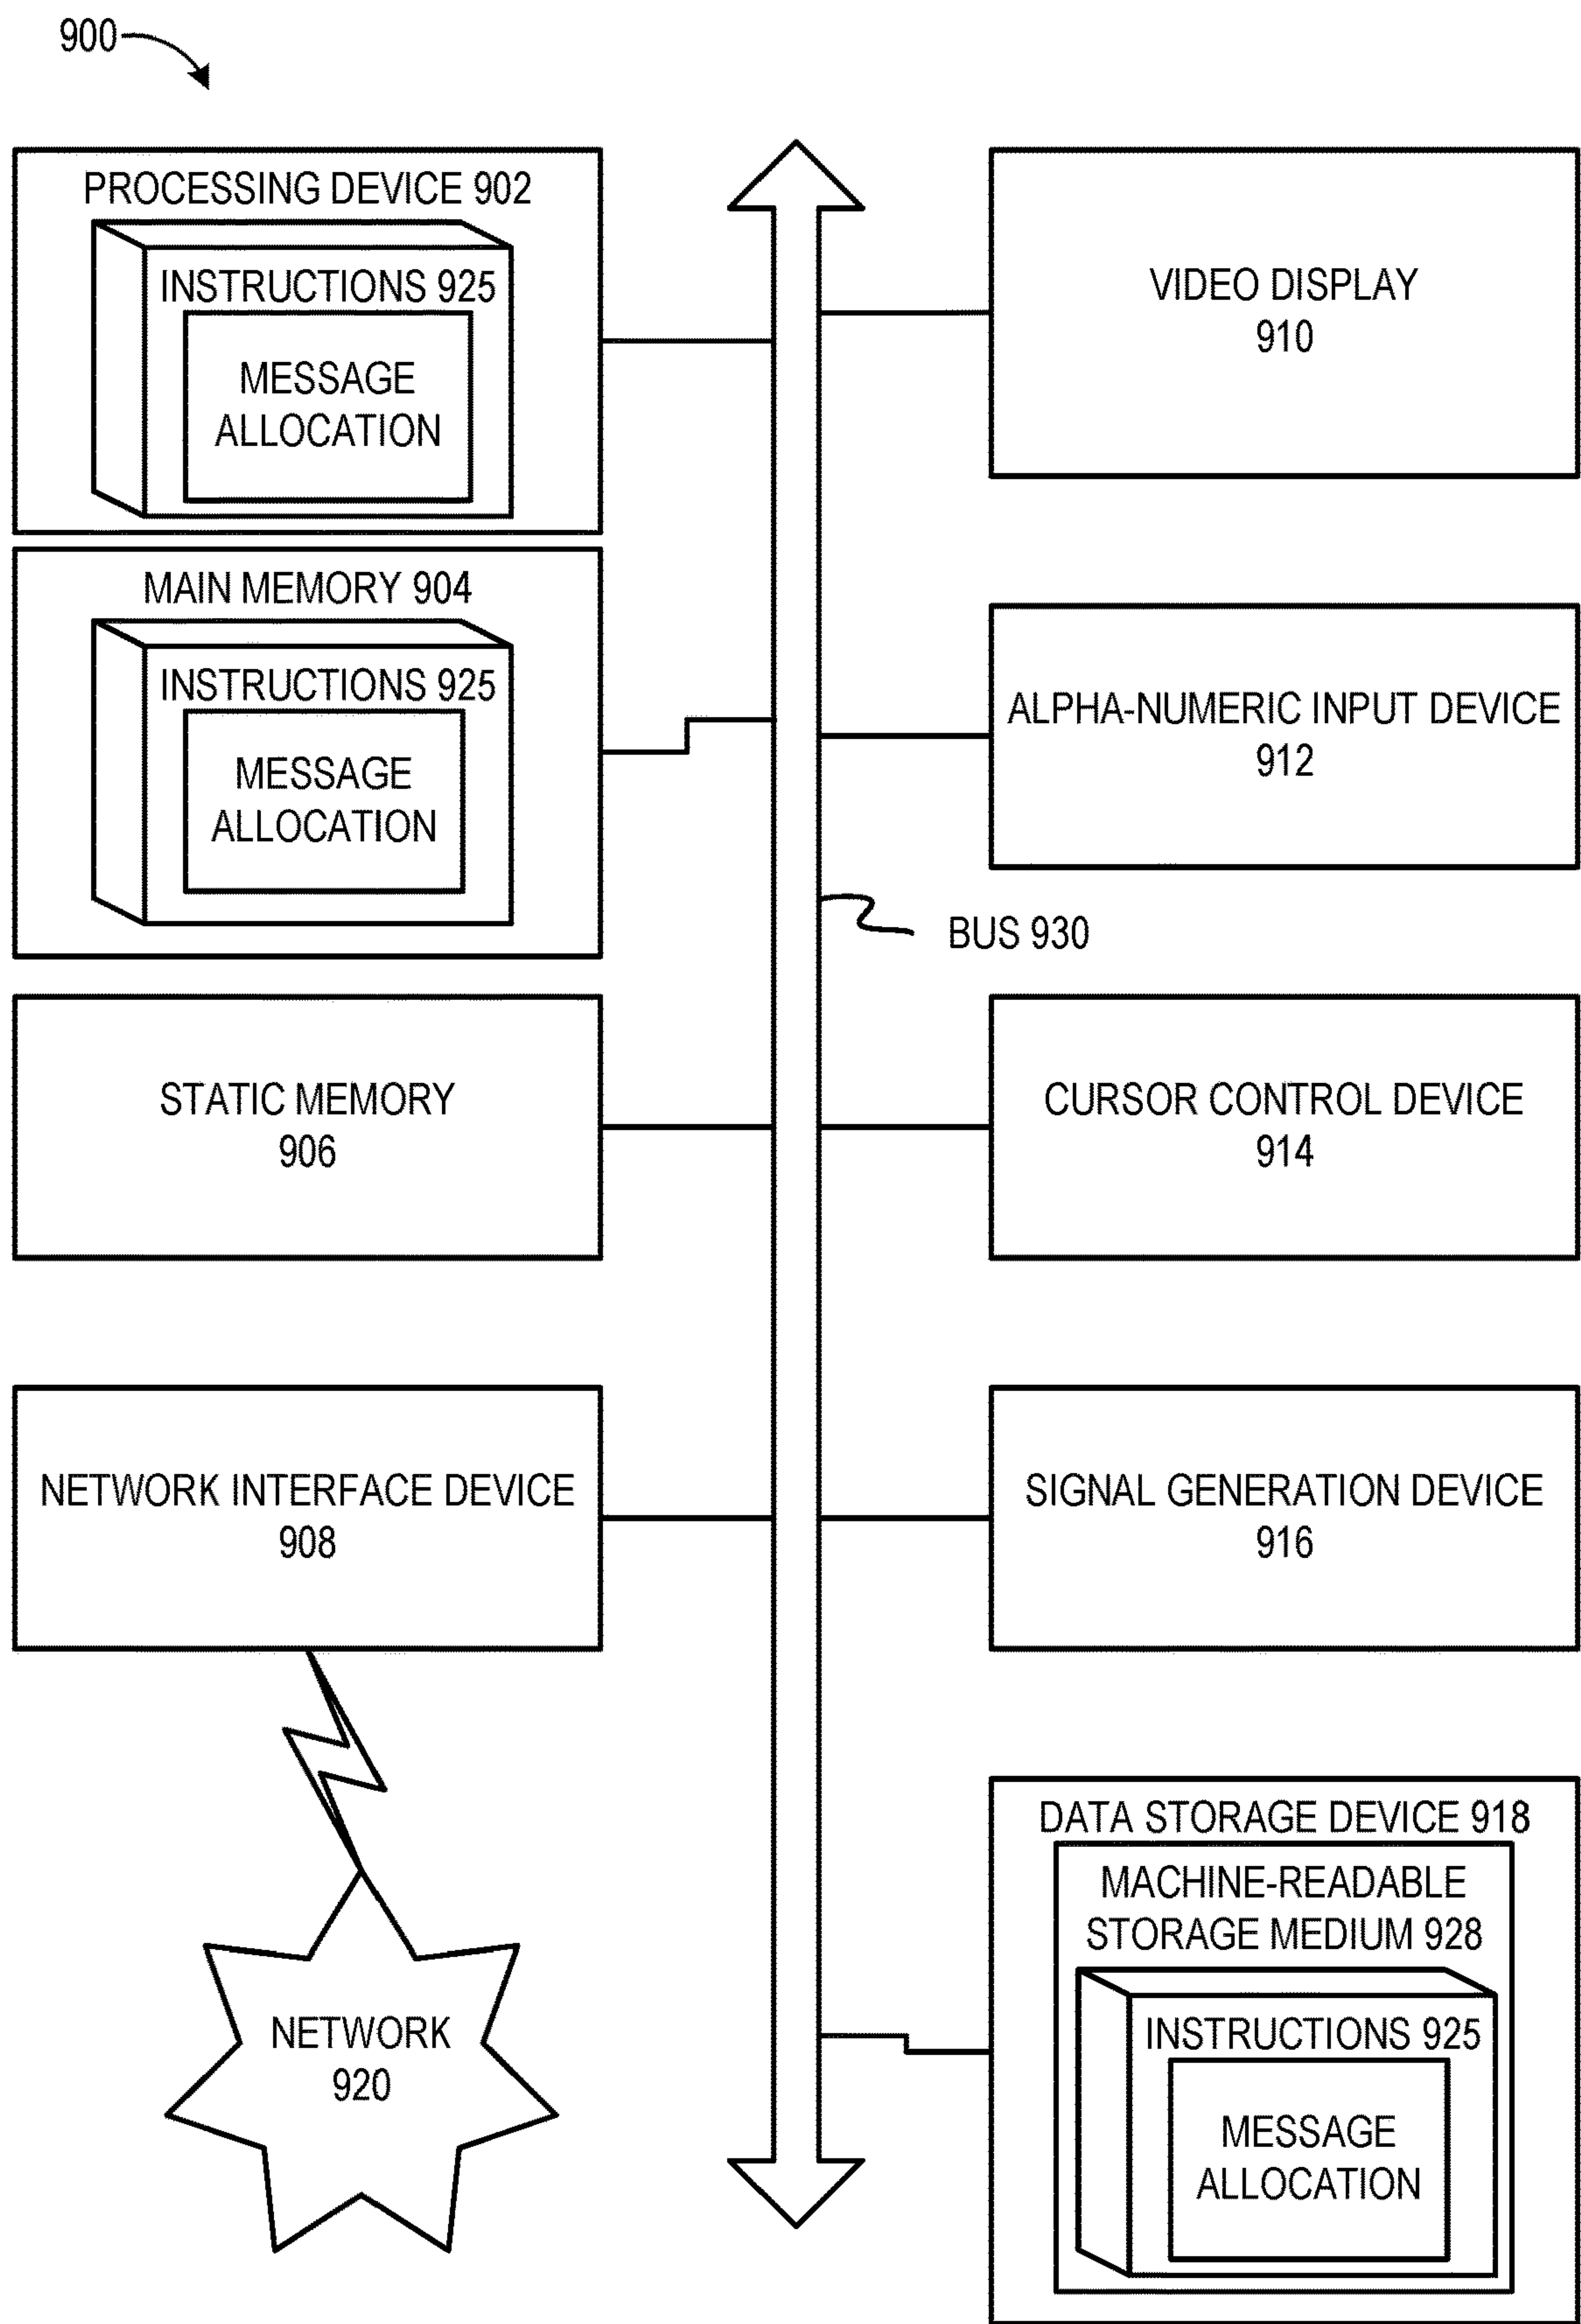 900
PROCESSING DEVICE 902
INSTRUCTIONS 925
MESSAGE
ALLOCATION
MAIN MEMORY 904
INSTRUCTIONS 925
MESSAGE
ALLOCATION
STATIC MEMORY
906
NETWORK INTERFACE DEVICE
908
NETWORK
920
BUS 930
VIDEO DISPLAY
910
ALPHA-NUMERIC INPUT DEVICE
912
CURSOR CONTROL DEVICE
914
SIGNAL GENERATION DEVICE
916
DATA STORAGE DEVICE 918
MACHINE-READABLE
STORAGE MEDIUM 928
INSTRUCTIONS 925
MESSAGE
ALLOCATION